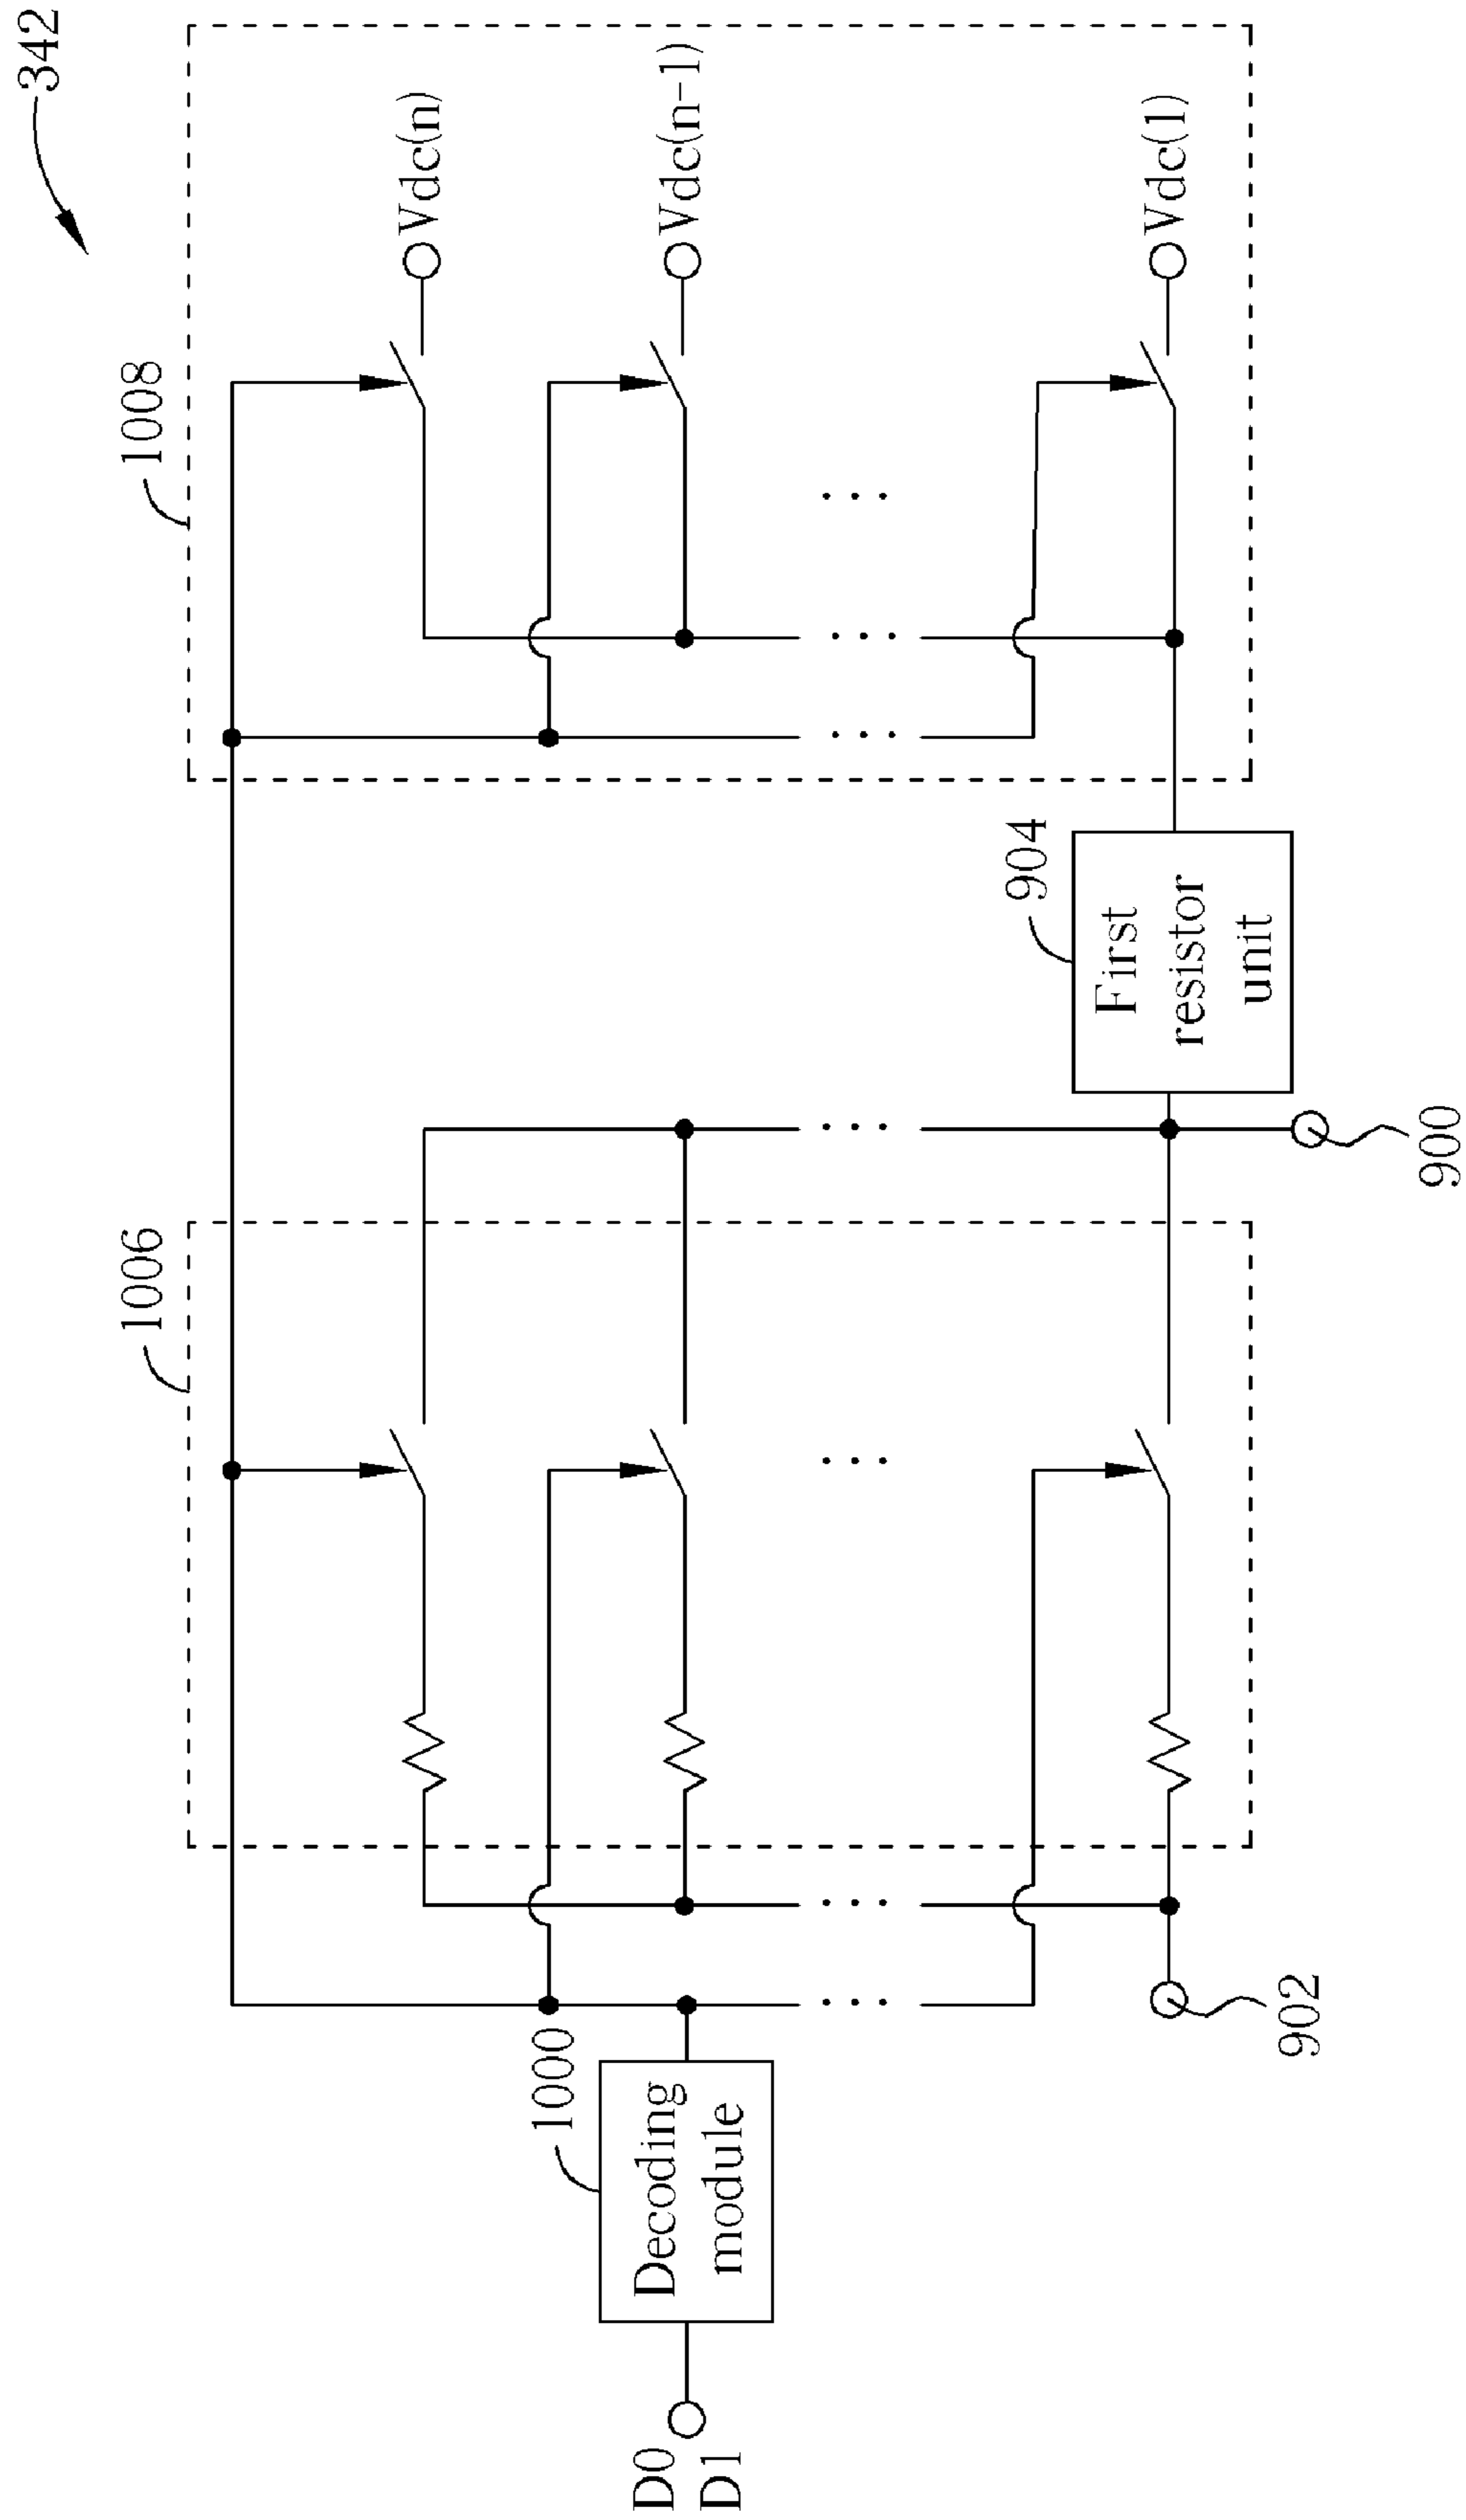 342
1008
Vdc(n)
Vdc(n-1)
Vdc(1)
904
First
resistor
unit
900
1006
902
1000
Decoding
module
D0
D1